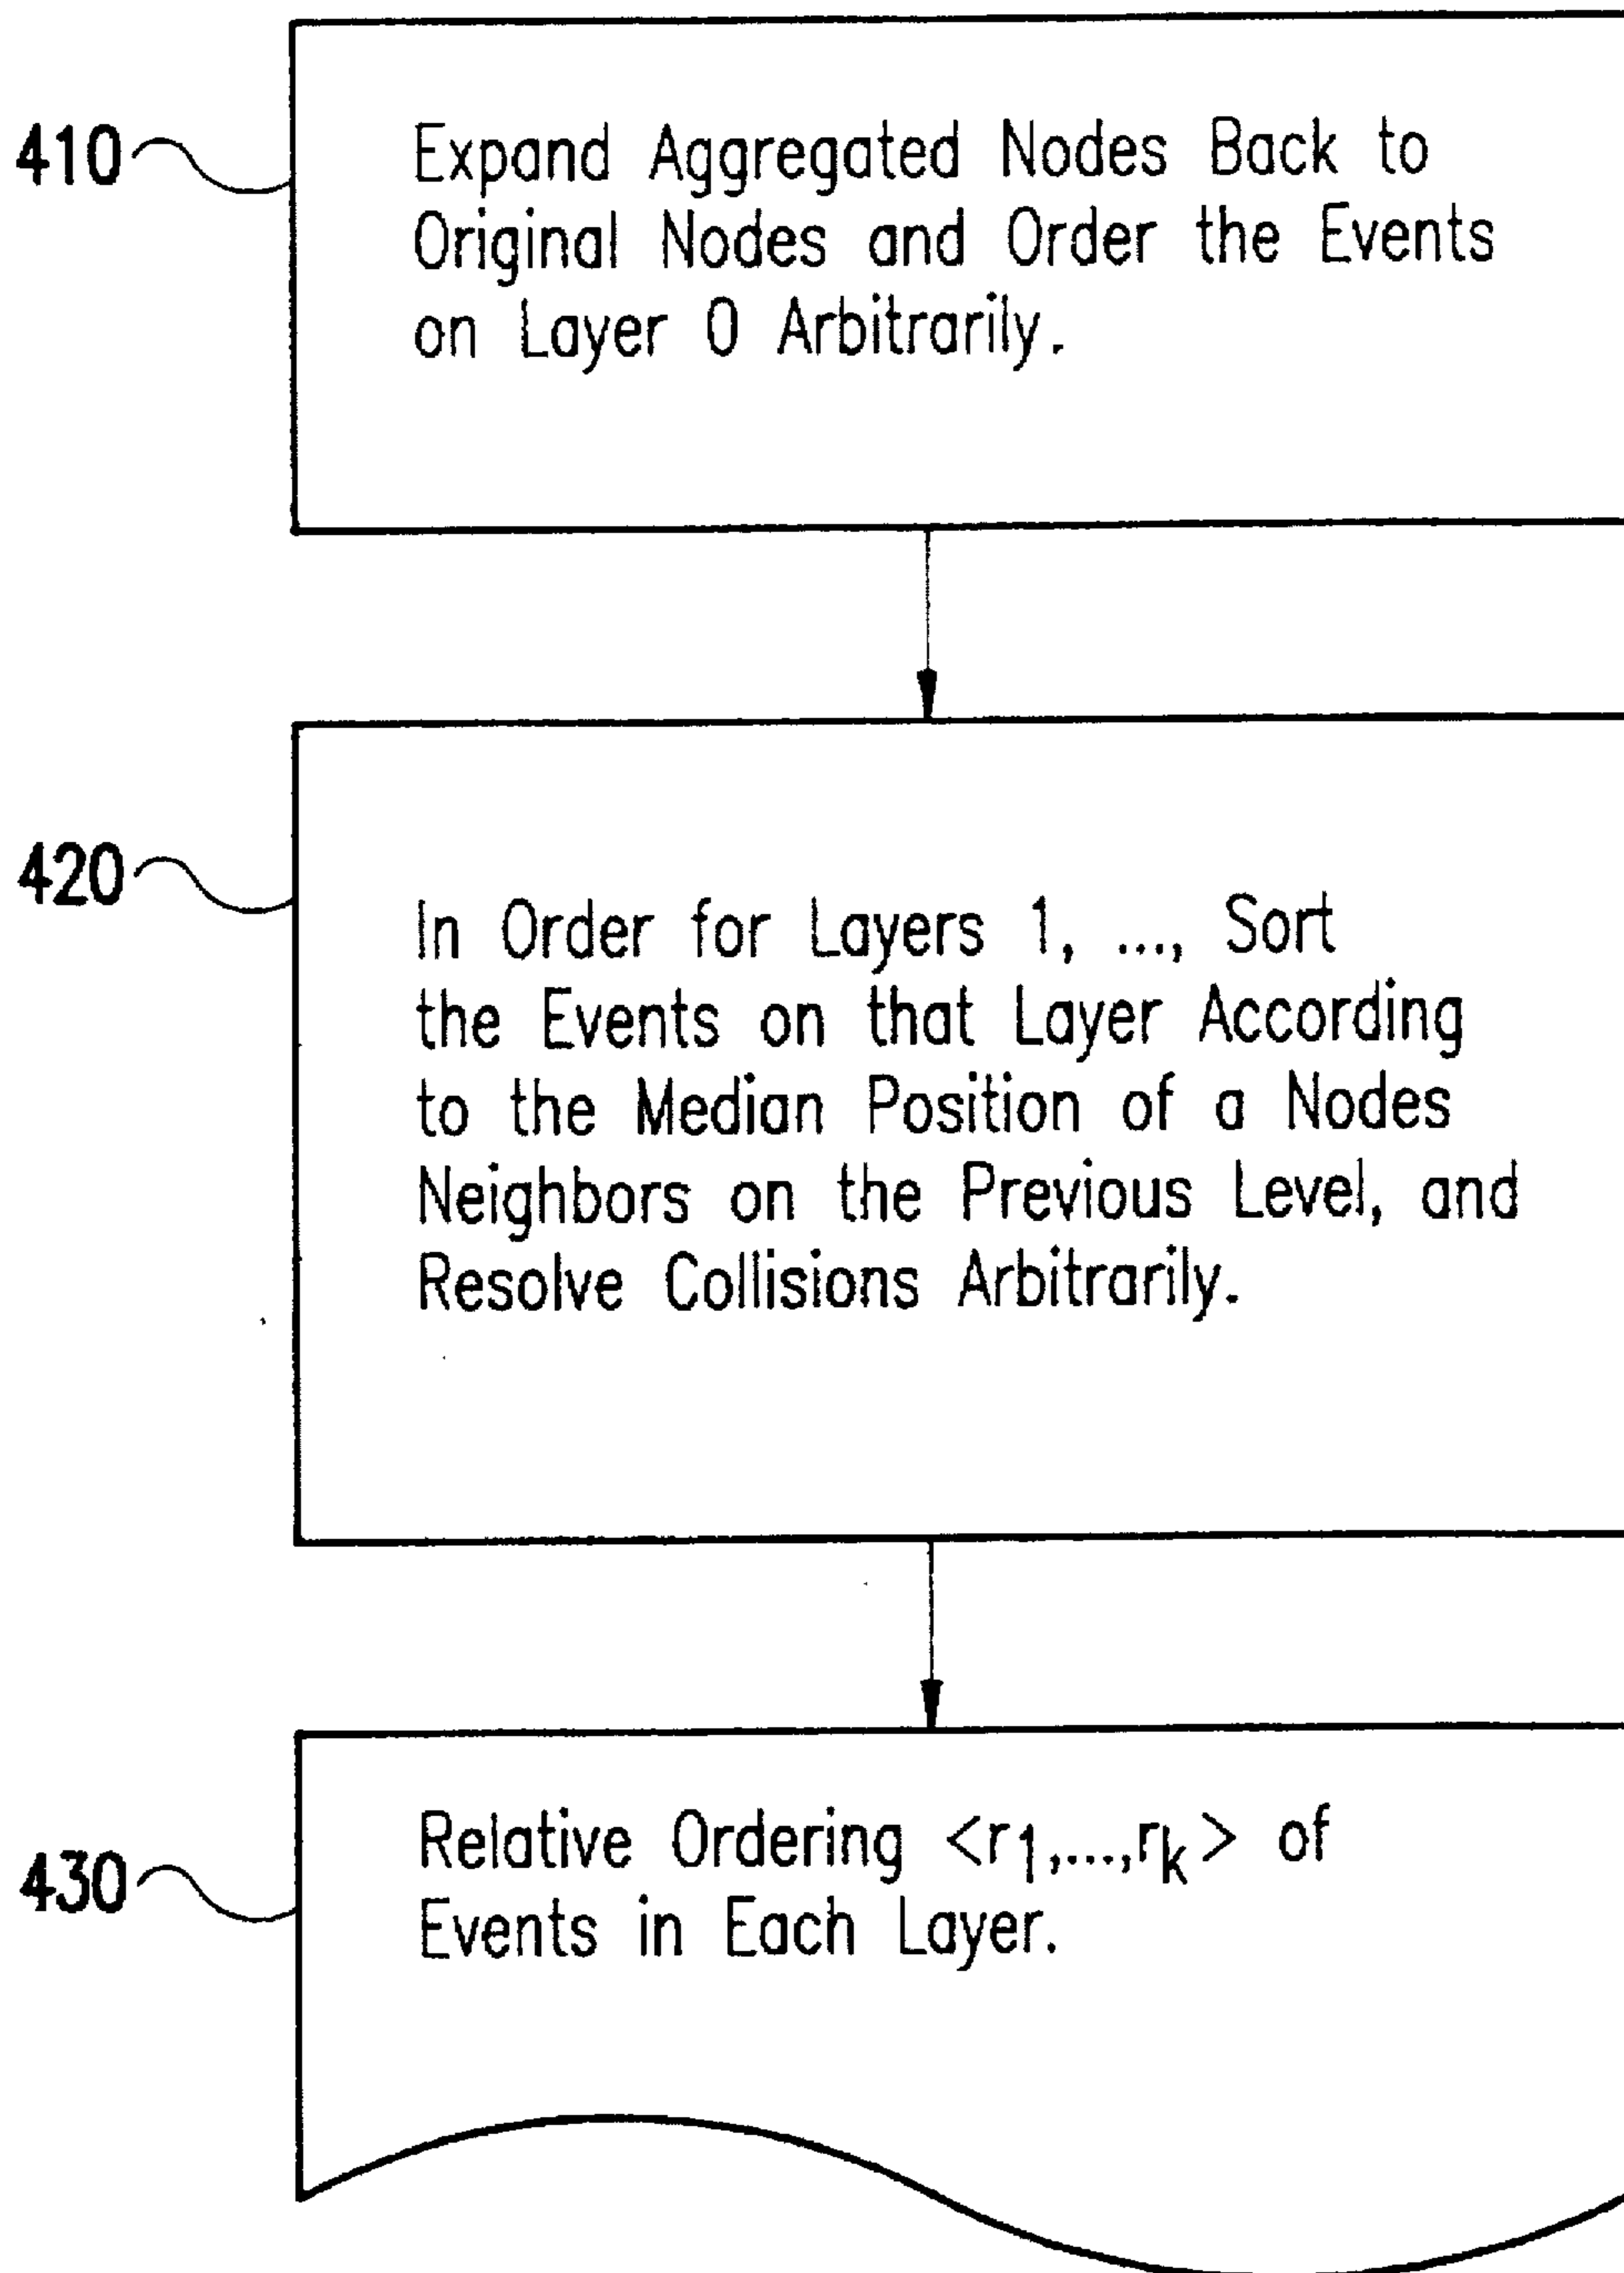 410
Expand Aggregated Nodes Back to
Original Nodes and Order the Events
on Layer 0 Arbitrarily.
420
In Order for Layers 1, ..., Sort
the Events on that Layer According
to the Median Position of a Nodes
Neighbors on the Previous Level, and
Resolve Collisions Arbitrarily.
430
Relative Ordering <r1,...,rk> of
Events in Each Layer.